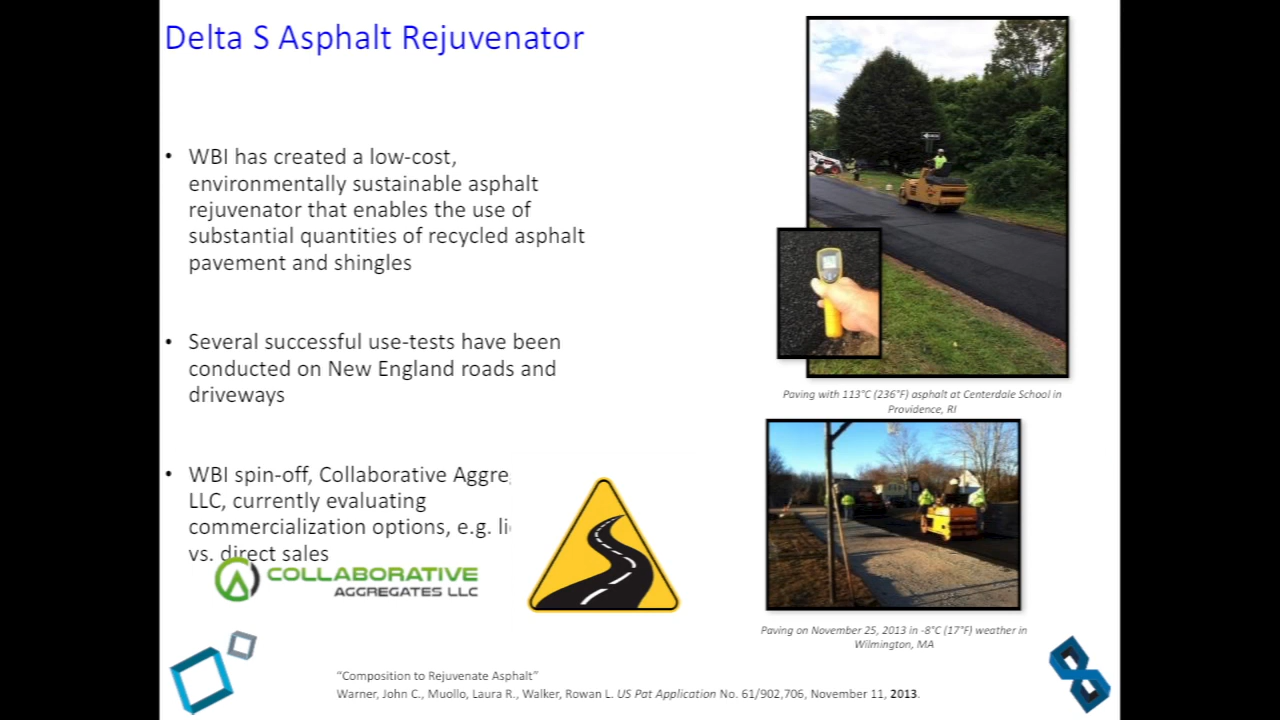 Delta S Asphalt Rejuvenator
• WBI has created a low-cost,
environmentally sustainable asphalt
rejuvenator that enables the use of
substantial quantities of recycled asphalt
pavement and shingles
• Several successful use-tests have been
conducted on New England roads and
driveways
• WBI spin-off, Collaborative Aggre
LLC, currently evaluating
commercialization options, e.g. li
vs. direct sales
COLLABORATIVE
AGGREGATES LLC
Paving with 113°C (236°F) asphalt at Centerdale School in
Providence, RI
Paving on November 25, 2013 in -8°C (17°F) weather in
Wilmington, MA
“Composition to Rejuvenate Asphalt”
Warner, John C., Muollo, Laura R., Walker, Rowan L. US Pat Application No. 61/902,706, November 11, 2013.